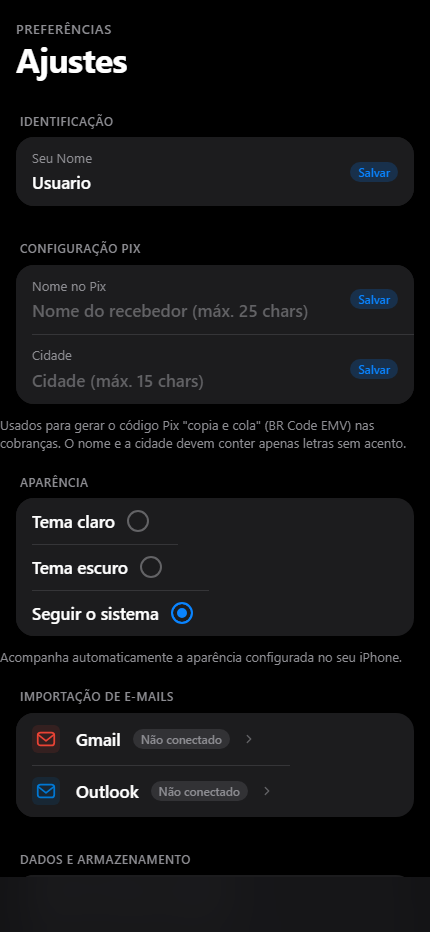 PREFERÊNCIAS
Ajustes
IDENTIFICAÇÃO
Seu Nome
Usuario
Salvar
CONFIGURAÇÃO PIX
Nome no Pix
Nome do recebedor (máx. 25 chars)
Salvar
Cidade
Cidade (máx. 15 chars)
Salvar
Usados para gerar o código Pix "copia e cola" (BR Code EMV) nas
cobranças. O nome e a cidade devem conter apenas letras sem acento.
APARÊNCIA
Tema claro
Tema escuro
Seguir o sistema
Acompanha automaticamente a aparência configurada no seu iPhone.
IMPORTAÇÃO DE E-MAILS
Gmail Não conectado
Outlook Não conectado
DADOS E ARMAZENAMENTO